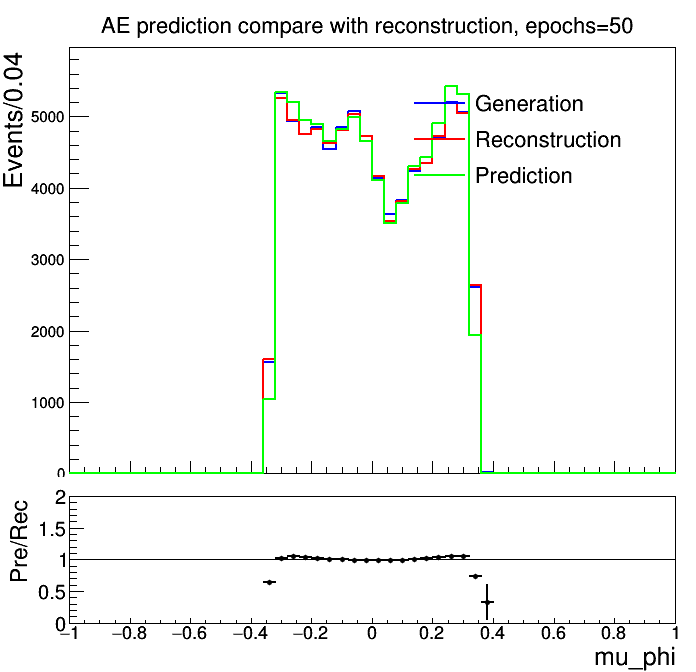 AE prediction compare with reconstruction, epochs=50
Events/0.04
5000
4000
3000
2000
1000
0
Generation
Reconstruction
Prediction
Pre/Rec
2
1.5
1
0.5
0
−1 −0.8 −0.6 −0.4 −0.2 0 0.2 0.4 0.6 0.8 1
mu_phi